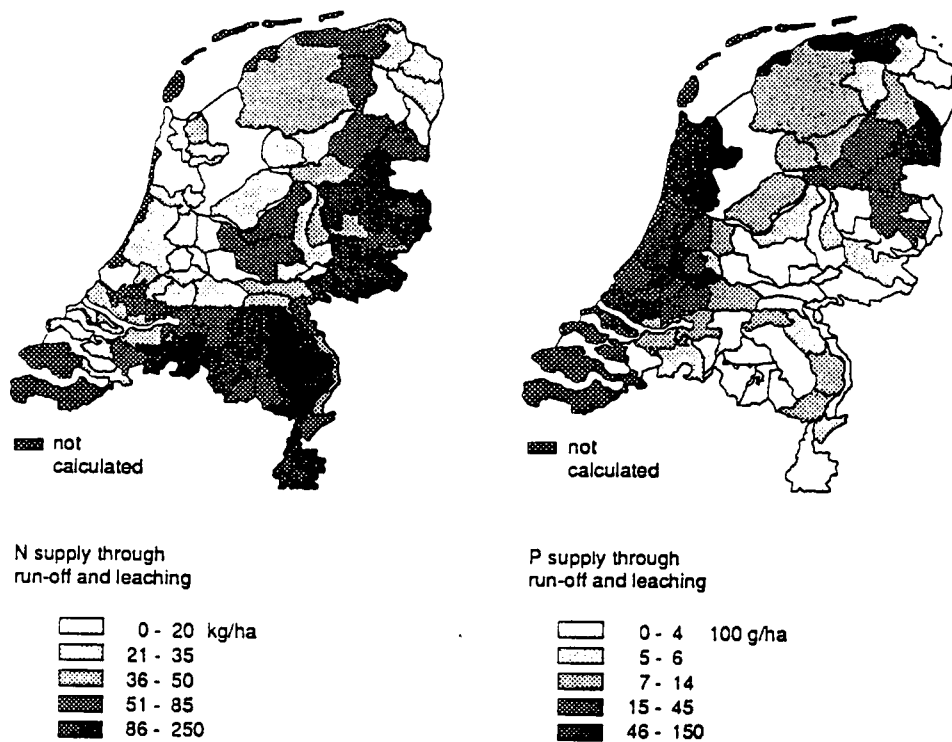 not
calculated
N supply through
run-off and leaching
0 - 20 kg/ha
21 - 35
36 - 50
51 - 85
86 - 250
not
calculated
P supply through
run-off and leaching
0 - 4 100 g/ha
5 - 6
7 - 14
15 - 45
46 - 150